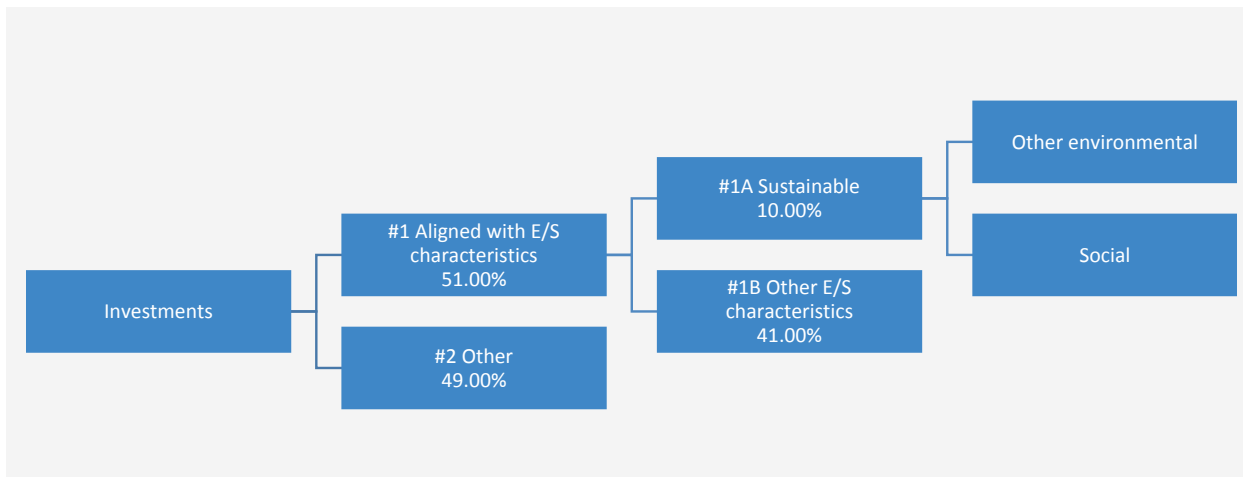 Investments
#1 Aligned with E/S
characteristics
51.00%
#2 Other
49.00%
#1A Sustainable
10.00%
#1B Other E/S
characteristics
41.00%
Other environmental
Social